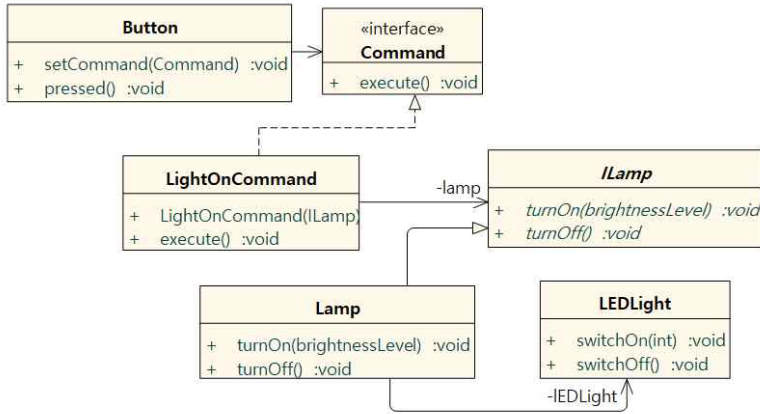 Button
+ setCommand(Command) :void
+ pressed() :void
«interface»
Command
+ execute() :void
LightOnCommand
+ LightOnCommand(ILamp)
+ execute() :void
-lamp
ILamp
+ turnOn(brightnessLevel) :void
+ turnOff() :void
Lamp
+ turnOn(brightnessLevel) :void
+ turnOff() :void
LEDLight
+ switchOn(int) :void
+ switchOff() :void
-lEDLight